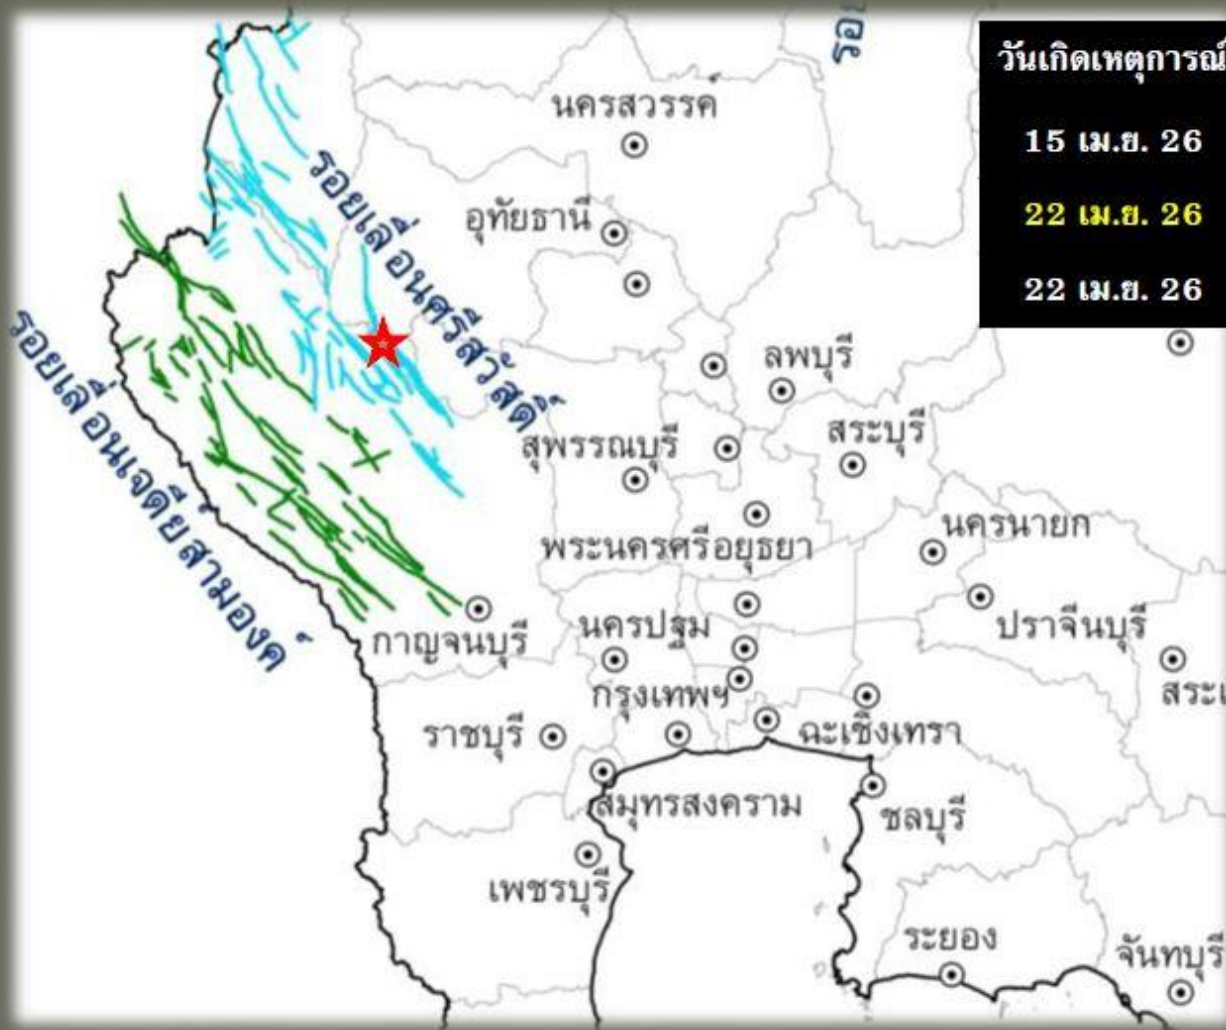 รอย
วันเกิดเหตุการณ์
15 เม.ย. 26
22 เม.ย. 26
22 เม.ย. 26
นครสวรรค์
อุทัยธานี
รอยเลื่อนศรีสวัสดิ์
รอยเลื่อนเจดีย์สามองค์
ลพบุรี
สุพรรณบุรี
สระบุรี
นครนายก
พระนครศรีอยุธยา
ปราจีนบุรี
กาญจนบุรี
นครปฐม
กรุงเทพฯ
สระแ
ราชบุรี
ฉะเชิงเทรา
สมุทรสงคราม
ชลบุรี
เพชรบุรี
ระยอง
จันทบุรี